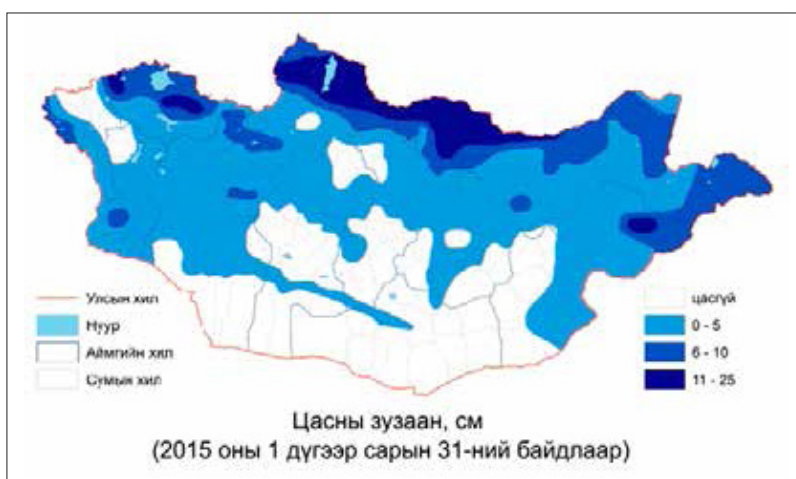 Улсын хил
Нуур
Аймгийн хил
Сумын хил
цасгүй
0 - 5
6 - 10
11 - 25
Цасны зузаан, см
(2015 оны 1 дүгээр сарын 31-ний байдлаар)